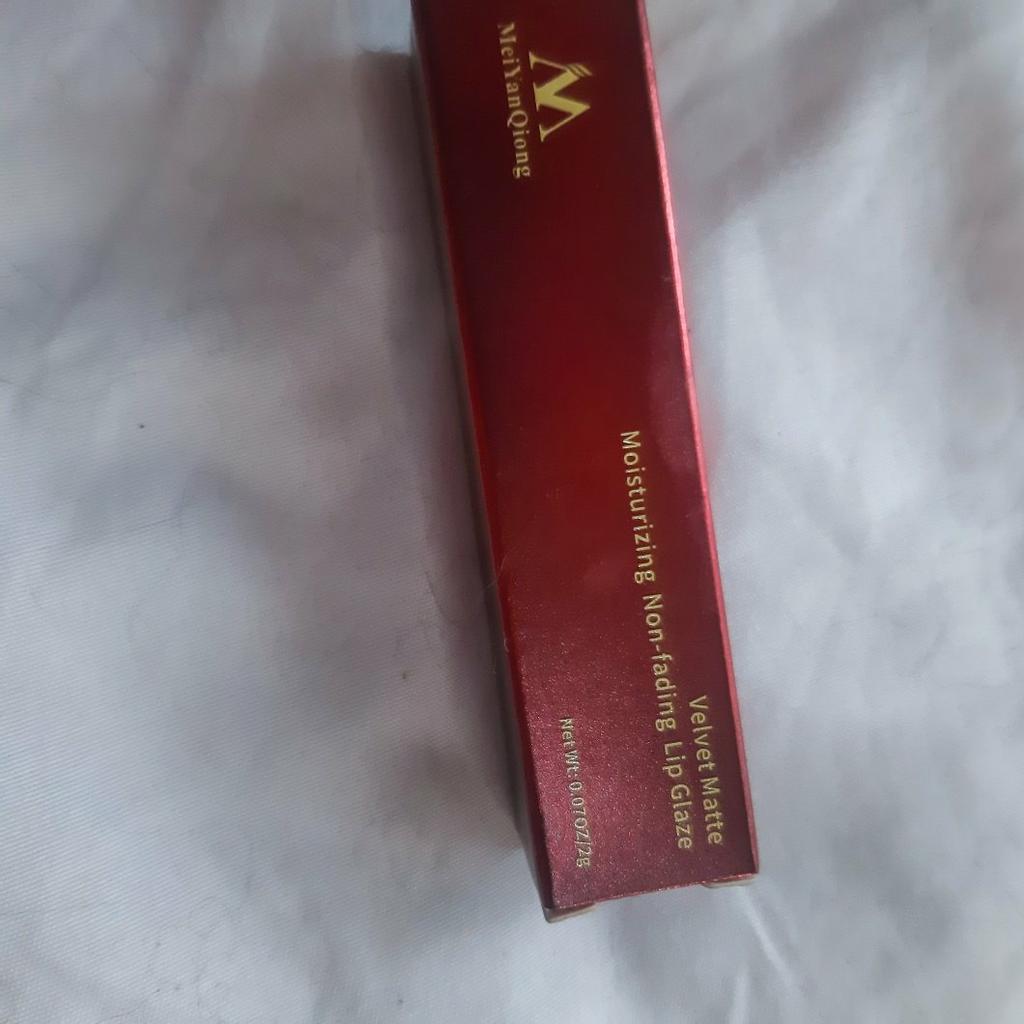 MeiYanQiong
Velvet Matte
Moisturizing Non-fading Lip Glaze
Net Wt: 0.07OZ/2g